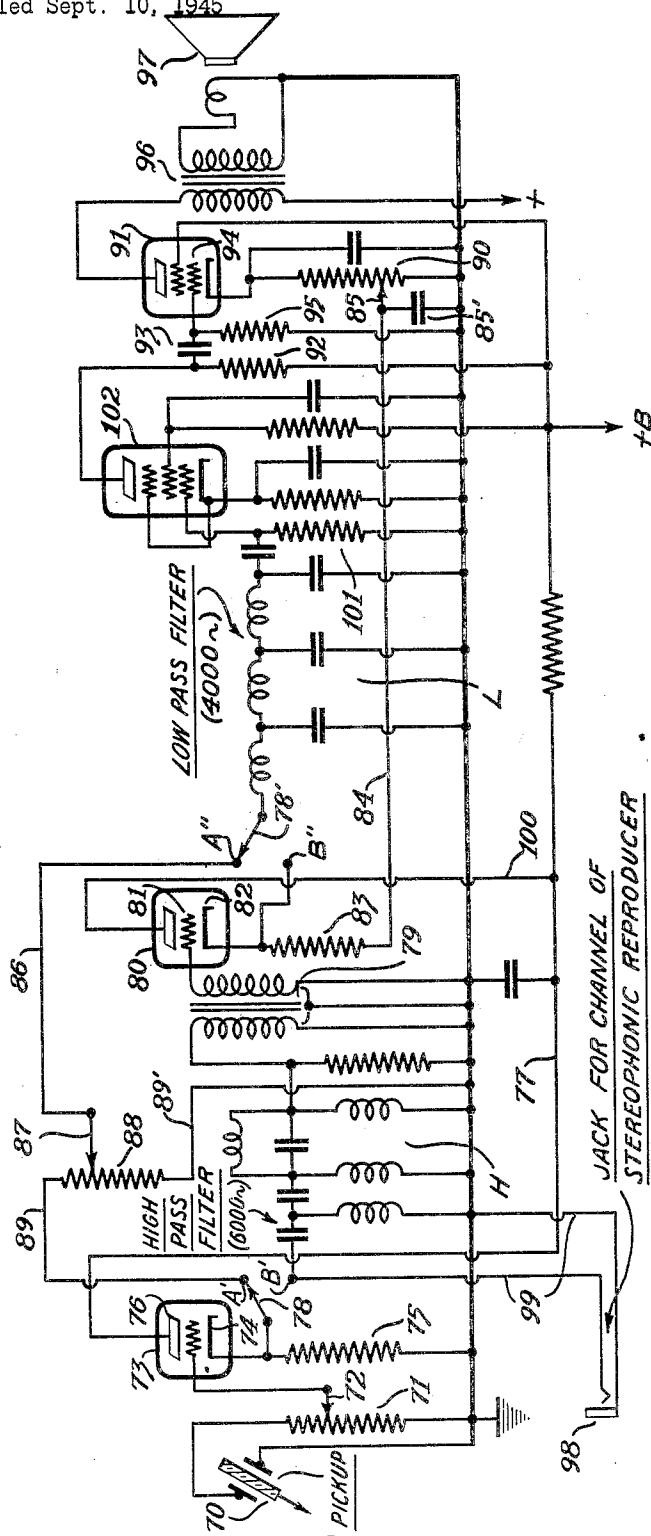 led Sept. 10, 1945
70
PICKUP
71
72
73
76
74
75
78
A'
B'
89
HIGH
PASS
FILTER
(6000~)
87
88
89'
86
H
79
80
81
82
83
A"
B"
78'
84
LOW PASS FILTER
(4000~)
L
101
102
92
93
95
91
94
85
85'
90
96
97
+
+B
77
100
99
98
JACK FOR CHANNEL OF
STEREOPHONIC REPRODUCER